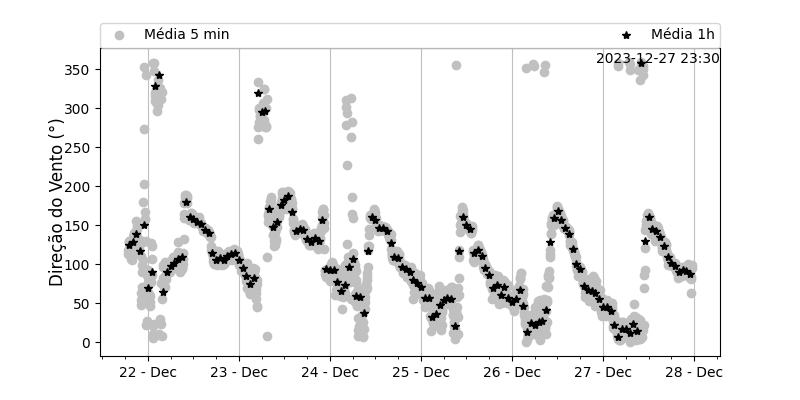 Média 5 min
Média 1h
2023-12-27 23:30
Direção do Vento (°)
350
300
250
200
150
100
50
0
22 - Dec
23 - Dec
24 - Dec
25 - Dec
26 - Dec
27 - Dec
28 - Dec